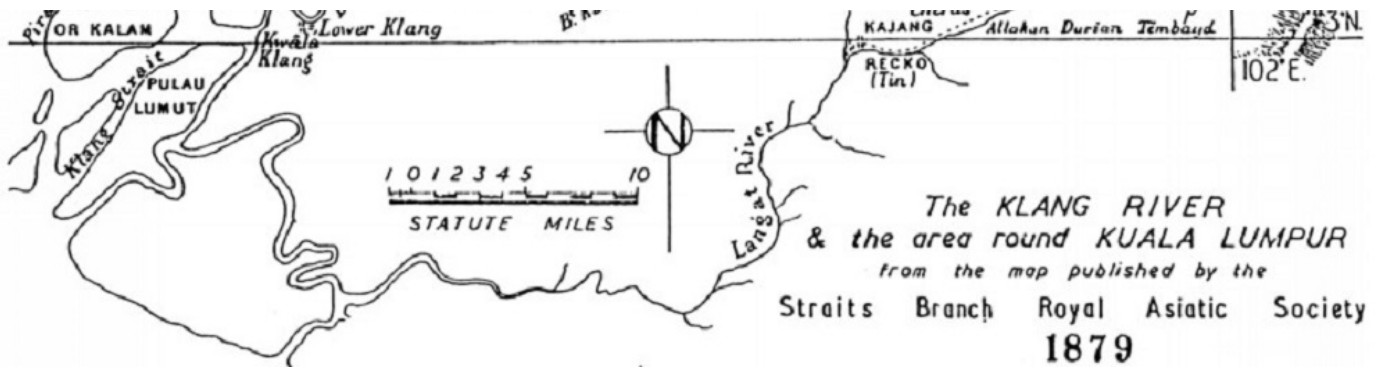 OR KALAM
Lower Klang
Kwâla
Klang
Klang Strait
PULAU
LUMUT
KAJANG
Allahan Durian Tembaya
3°N.
RECKO
(Tin)
102°E.
N
Langat River
1 0 1 2 3 4 5 10
STATUTE MILES
The KLANG RIVER
& the area round KUALA LUMPUR
from the map published by the
Straits Branch Royal Asiatic Society
1879